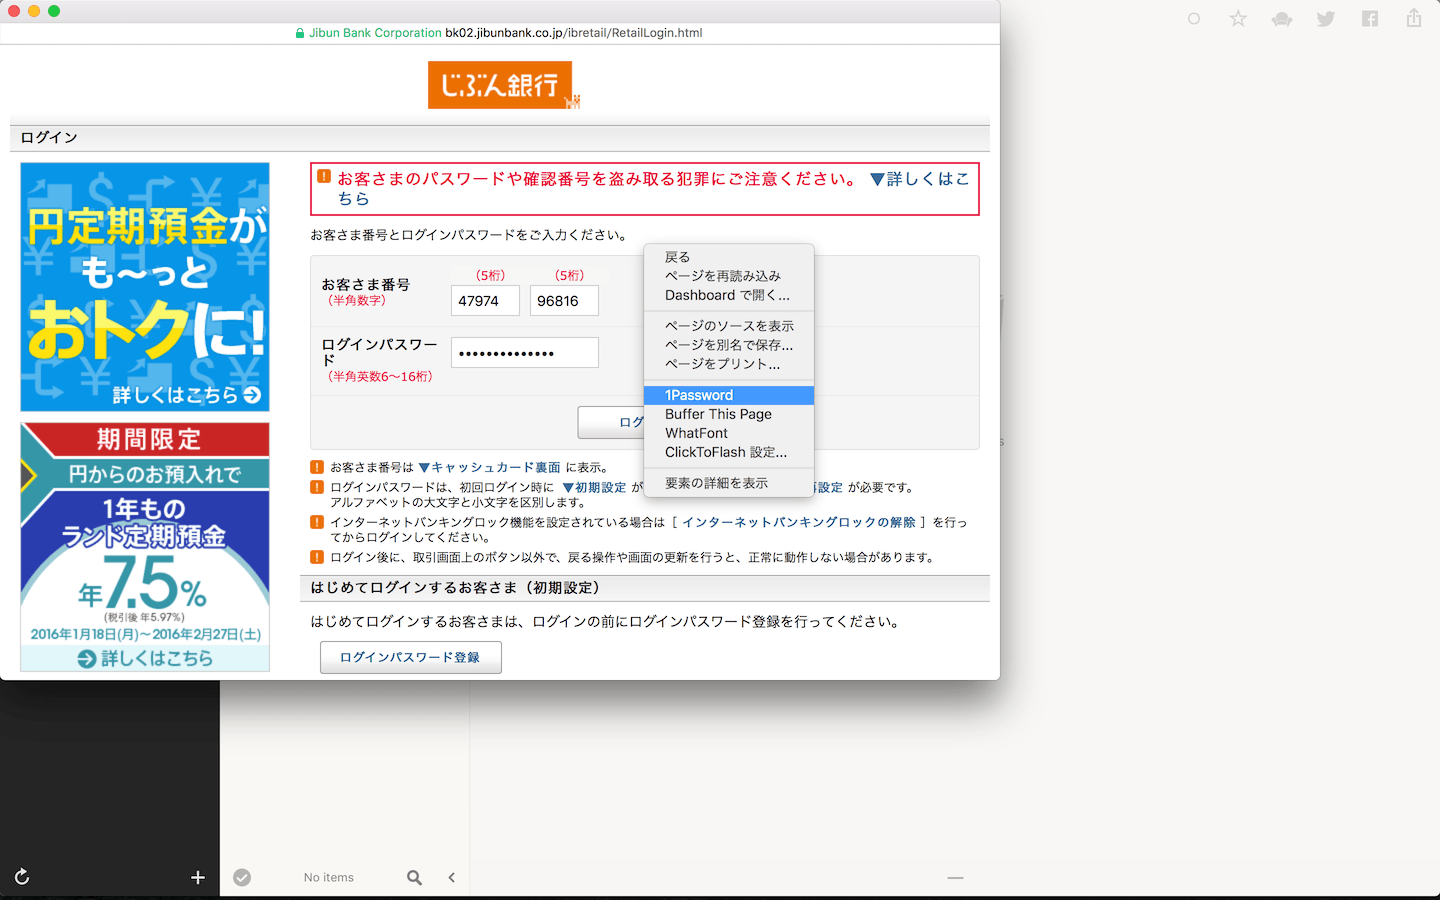 Jibun Bank Corporation bk02.jibunbank.co.jp/ibretail/RetailLogin.html
じぶん銀行
ログイン
円定期預金が
も〜っと
おトクに!
詳しくはこちら
期間限定
円からのお預入れで
1年もの
ランド定期預金
年7.5%
(税引後 年5.97%)
2016年1月18日(月)〜2016年2月27日(土)
詳しくはこちら
お客さまのパスワードや確認番号を盗み取る犯罪にご注意ください。 ▼詳しくはこ
ちら
お客さま番号とログインパスワードをご入力ください。
お客さま番号
（半角数字）
（5桁）
（5桁）
47974
96816
ログインパスワー
ド
（半角英数6〜16桁）
••••••••••••••
ログ
戻る
ページを再読み込み
Dashboard で開く...
ページのソースを表示
ページを別名で保存...
ページをプリント...
1Password
Buffer This Page
WhatFont
ClickToFlash 設定...
要素の詳細を表示
お客さま番号は ▼キャッシュカード裏面 に表示。
ログインパスワードは、初回ログイン時に ▼初期設定 が 再設定 が必要です。
アルファベットの大文字と小文字を区別します。
インターネットバンキングロック機能を設定されている場合は［ インターネットバンキングロックの解除 ］を行っ
てからログインしてください。
ログイン後に、取引画面上のボタン以外で、戻る操作や画面の更新を行うと、正常に動作しない場合があります。
はじめてログインするお客さま（初期設定）
はじめてログインするお客さまは、ログインの前にログインパスワード登録を行ってください。
ログインパスワード登録
No items